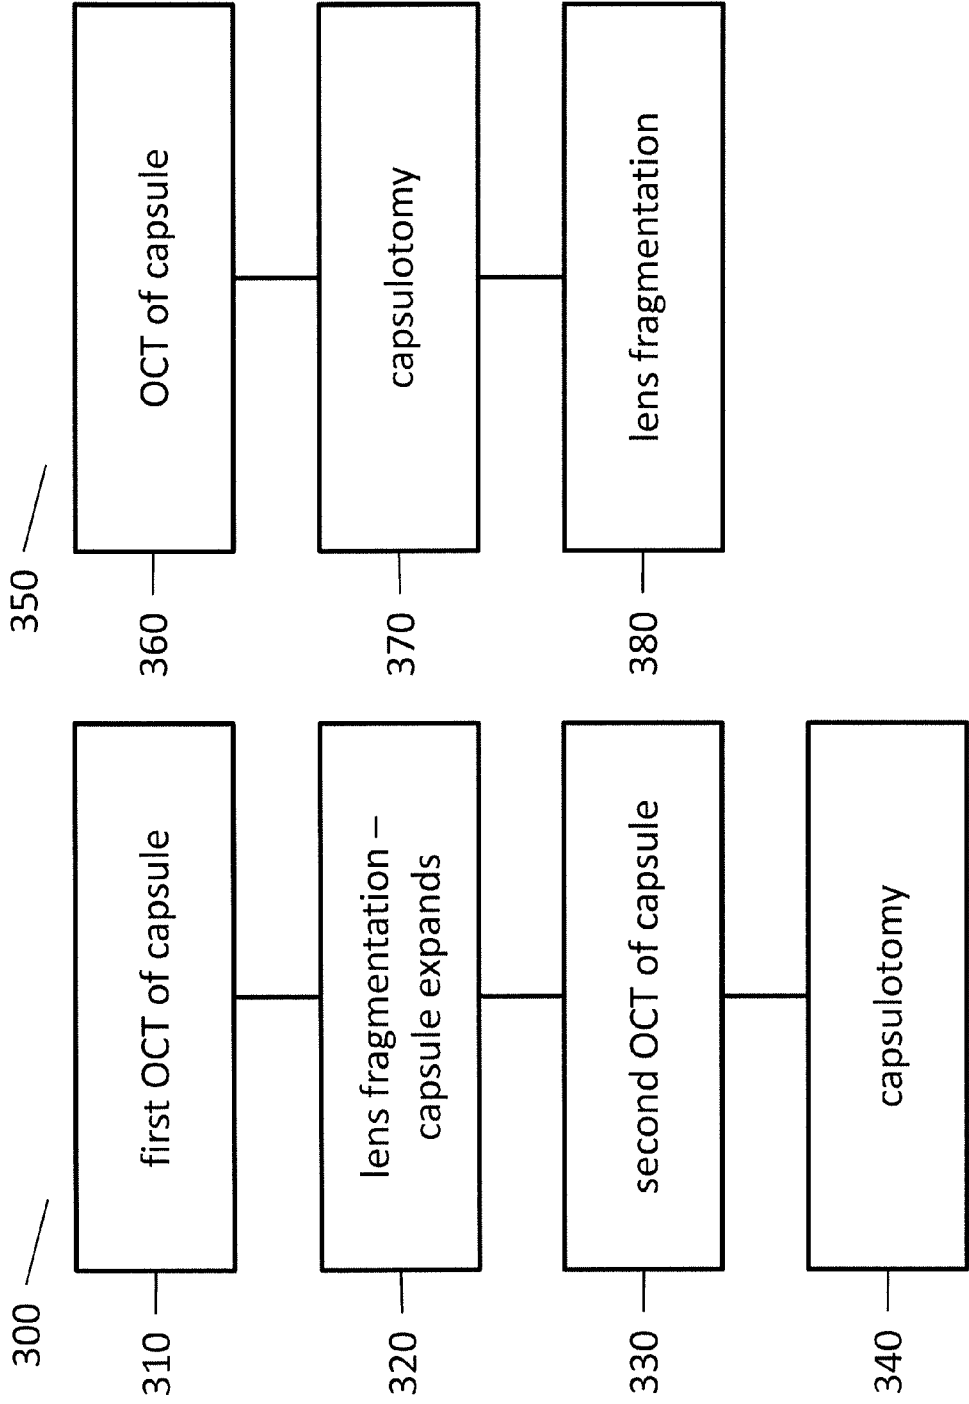 300
310
first OCT of capsule
320
lens fragmentation –
capsule expands
330
second OCT of capsule
340
capsulotomy
350
360
OCT of capsule
370
capsulotomy
380
lens fragmentation